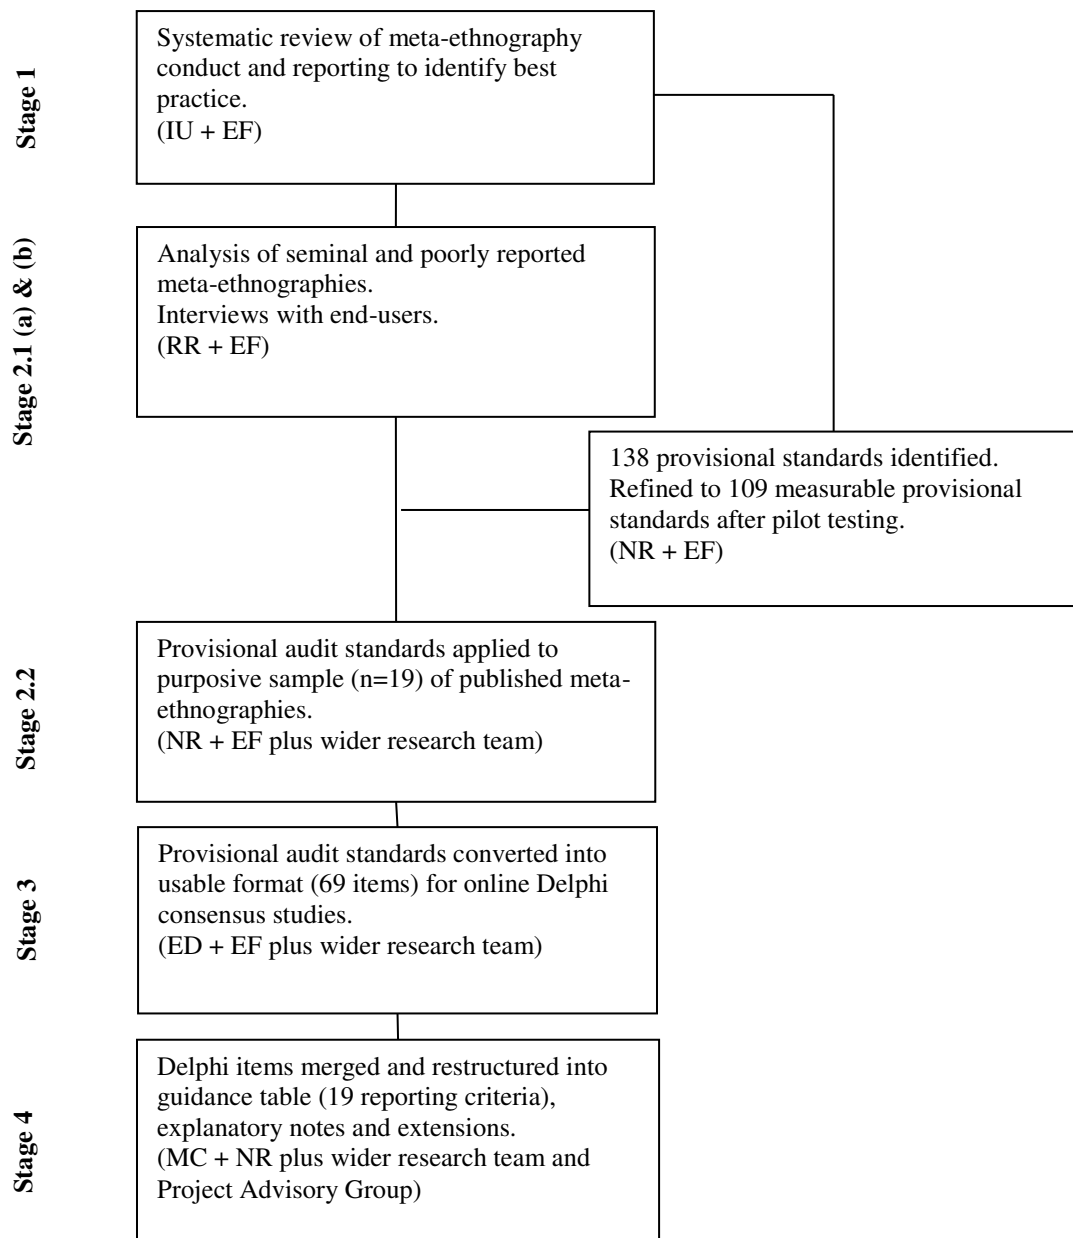 Stage 1
Systematic review of meta-ethnography
conduct and reporting to identify best
practice.
(IU + EF)
Stage 2.1 (a) & (b)
Analysis of seminal and poorly reported
meta-ethnographies.
Interviews with end-users.
(RR + EF)
138 provisional standards identified.
Refined to 109 measurable provisional
standards after pilot testing.
(NR + EF)
Stage 2.2
Provisional audit standards applied to
purposive sample (n=19) of published meta-
ethnographies.
(NR + EF plus wider research team)
Stage 3
Provisional audit standards converted into
usable format (69 items) for online Delphi
consensus studies.
(ED + EF plus wider research team)
Stage 4
Delphi items merged and restructured into
guidance table (19 reporting criteria),
explanatory notes and extensions.
(MC + NR plus wider research team and
Project Advisory Group)